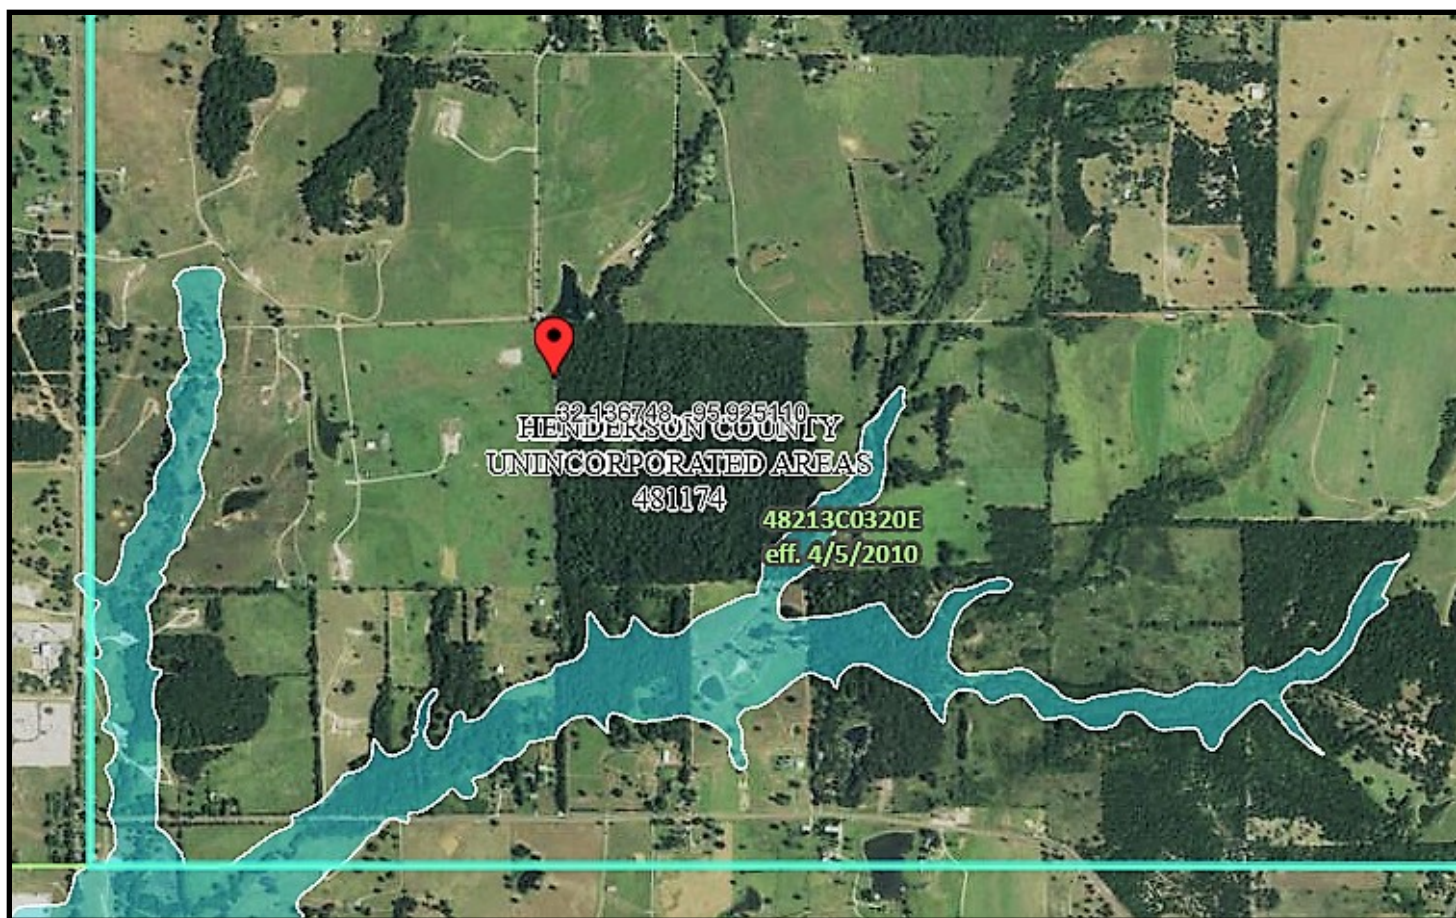 32.136748, -95.925110
HENDERSON COUNTY
UNINCORPORATED AREAS
481174
48213C0320E
eff. 4/5/2010